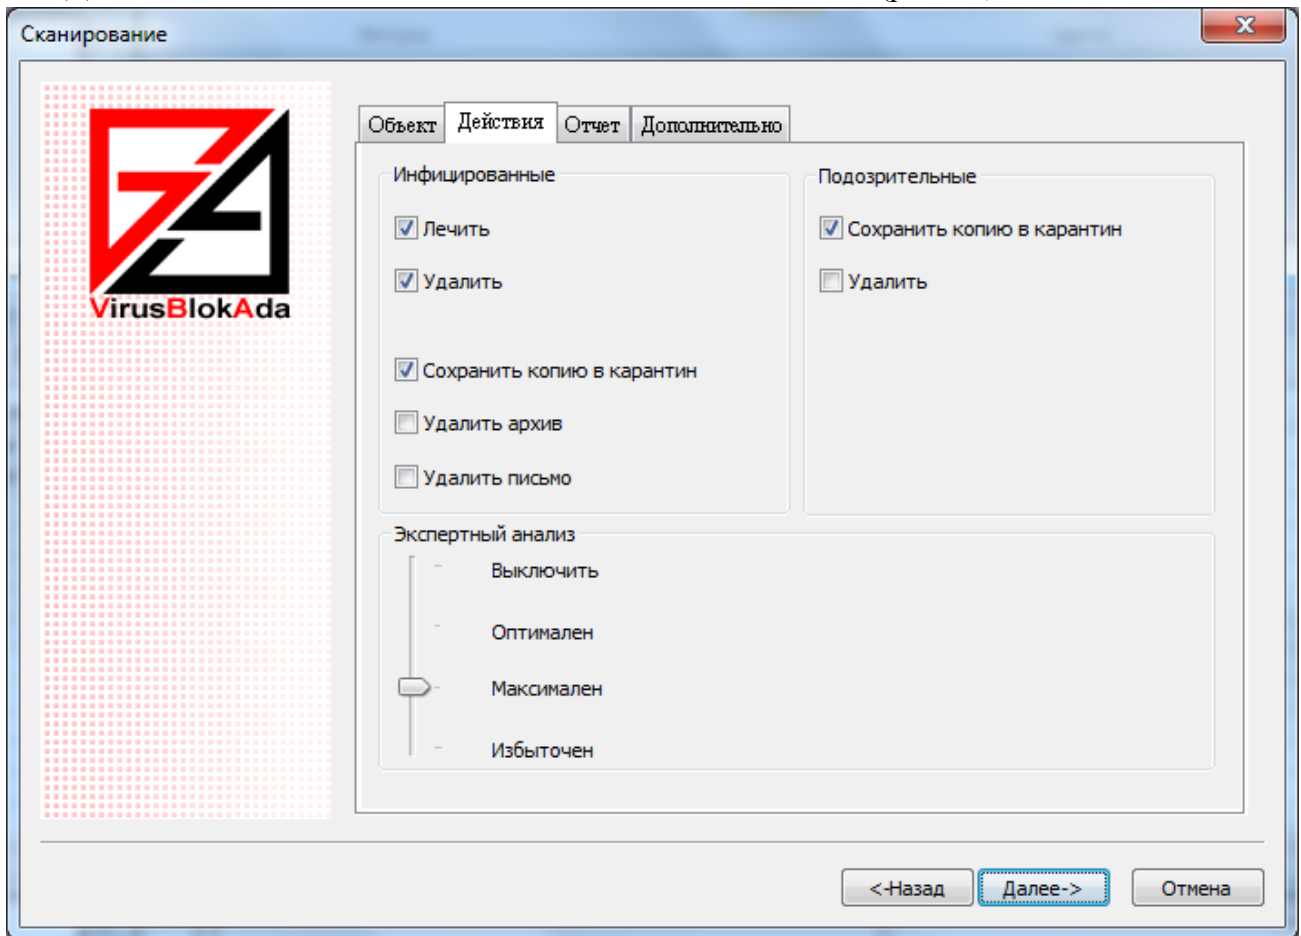 Сканирование
VirusBlokAda
Объект Действия Отчет Дополнительно
Инфицированные
Лечить
Удалить
Сохранить копию в карантин
Удалить архив
Удалить письмо
Подозрительные
Сохранить копию в карантин
Удалить
Экспертный анализ
Выключить
Оптимален
Максимален
Избыточен
<-Назад Далее-> Отмена